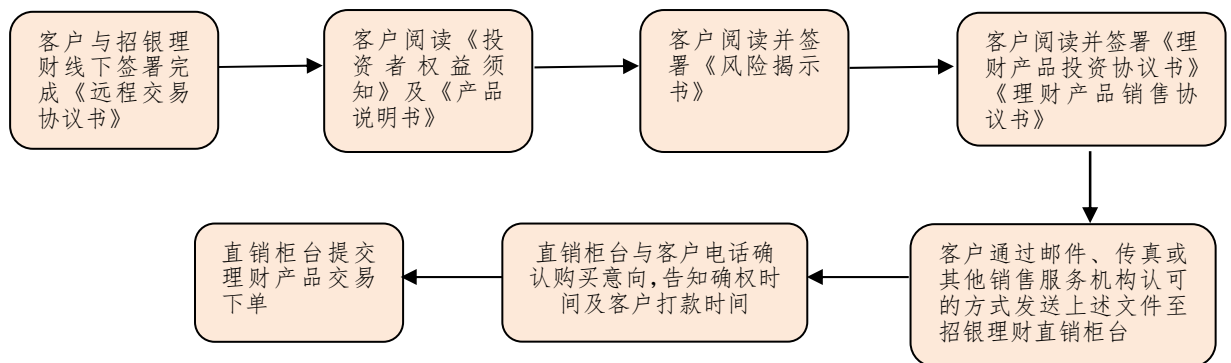 客户与招银理
财线下签署完
成《远程交易
协议书》
客户阅读《投
资者权益须
知》及《产品
说明书》
客户阅读并签
署《风险揭示
书》
客户阅读并签署《理
财产品投资协议书》
《理财产品销售协
议书》
客户通过邮件、传真或
其他销售服务机构认可
的方式发送上述文件至
招银理财直销柜台
直销柜台与客户电话确
认购买意向,告知确权时
间及客户打款时间
直销柜台提交
理财产品交易
下单